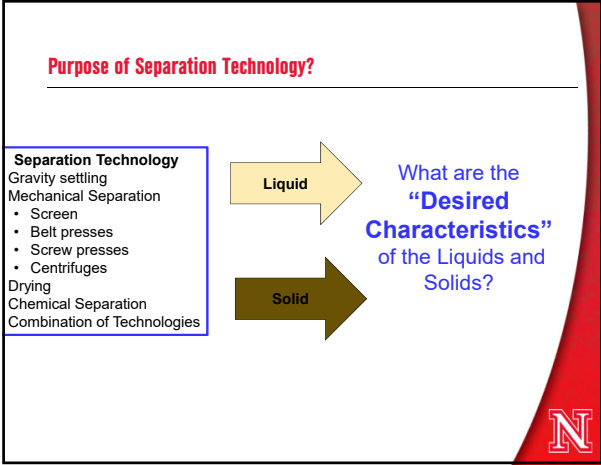 Purpose of Separation Technology?
Separation Technology
Gravity settling
Mechanical Separation
• Screen
• Belt presses
• Screw presses
• Centrifuges
Drying
Chemical Separation
Combination of Technologies
Liquid
Solid
What are the
“Desired
Characteristics”
of the Liquids and
Solids?
N